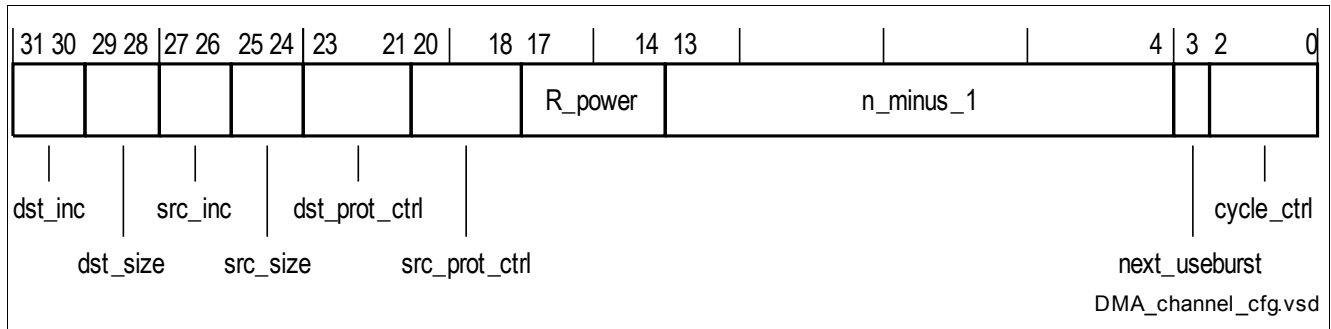 31 30 29 28 27 26 25 24 23 21 20 18 17 14 13 4 3 2 0
R_power n_minus_1
dst_inc src_inc dst_prot_ctrl cycle_ctrl
dst_size src_size src_prot_ctrl next_useburst
DMA_channel_cfg.vsd